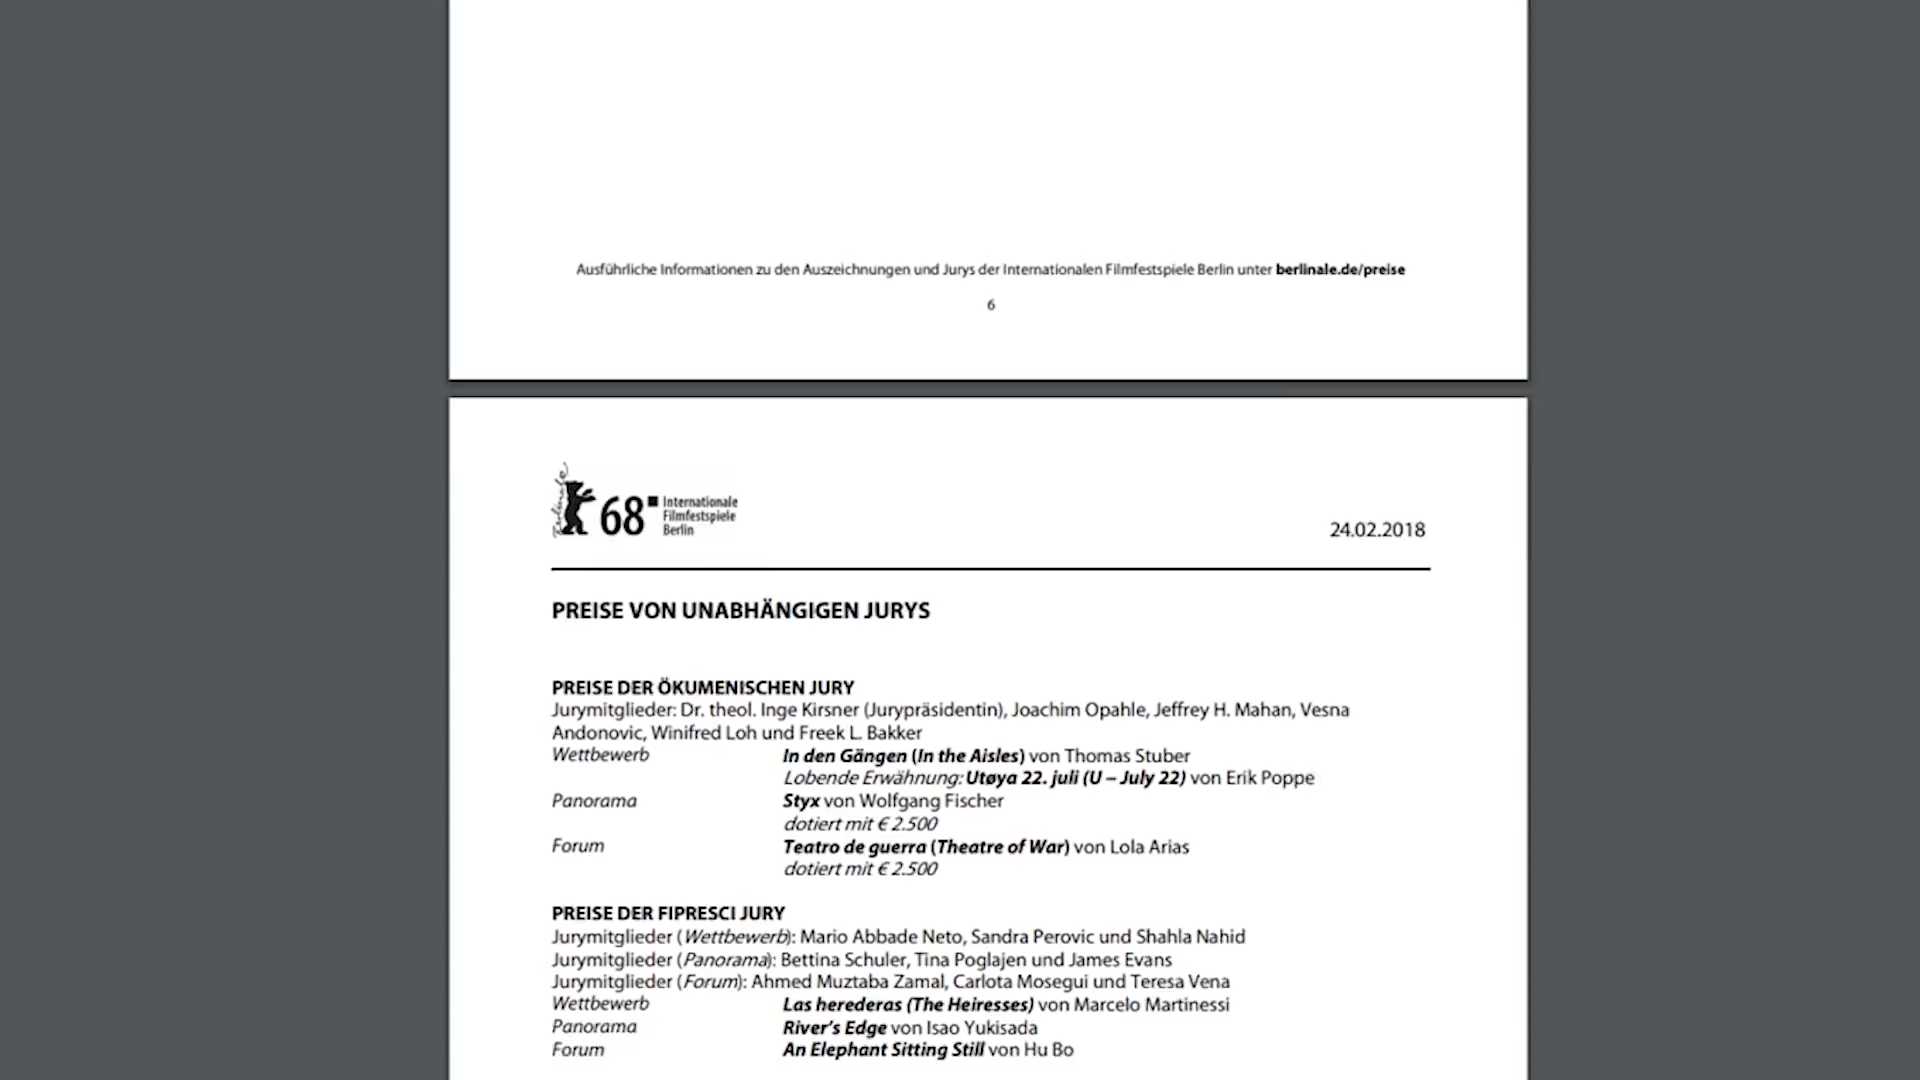 Ausführliche Informationen zu den Auszeichnungen und Jurys der Internationalen Filmfestspiele Berlin unter berlinale.de/preise
6
Berlinale
68
Internationale
Filmfestspiele
Berlin
24.02.2018
PREISE VON UNABHÄNGIGEN JURYS
PREISE DER ÖKUMENISCHEN JURY
Jurymitglieder: Dr. theol. Inge Kirsner (Jurypräsidentin), Joachim Opahle, Jeffrey H. Mahan, Vesna
Andonovic, Winifred Loh und Freek L. Bakker
Wettbewerb In den Gängen (In the Aisles) von Thomas Stuber
Lobende Erwähnung: Utøya 22. juli (U – July 22) von Erik Poppe
Panorama Styx von Wolfgang Fischer
dotiert mit € 2.500
Forum Teatro de guerra (Theatre of War) von Lola Arias
dotiert mit € 2.500
PREISE DER FIPRESCI JURY
Jurymitglieder (Wettbewerb): Mario Abbade Neto, Sandra Perovic und Shahla Nahid
Jurymitglieder (Panorama): Bettina Schuler, Tina Poglajen und James Evans
Jurymitglieder (Forum): Ahmed Muztaba Zamal, Carlota Mosegui und Teresa Vena
Wettbewerb Las herederas (The Heiresses) von Marcelo Martinessi
Panorama River's Edge von Isao Yukisada
Forum An Elephant Sitting Still von Hu Bo